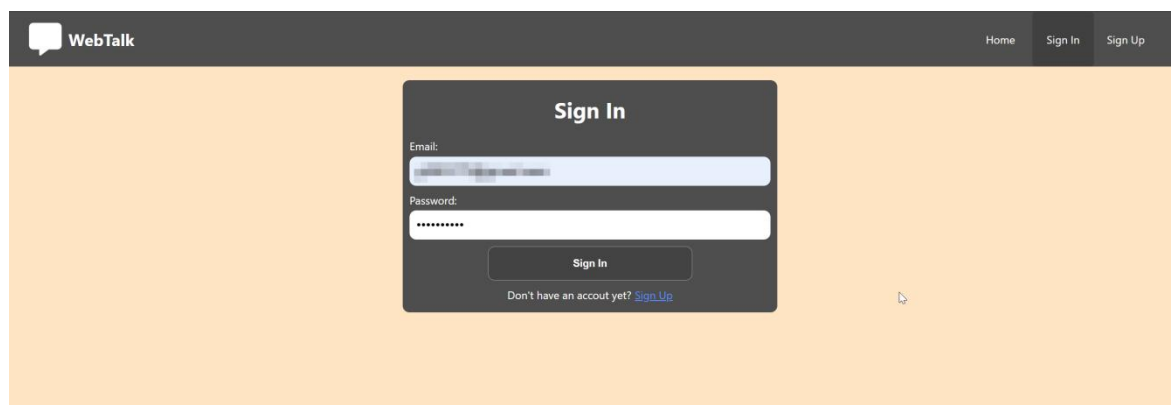 WebTalk
Home Sign In Sign Up
Sign In
Email:
Password:
••••••••••
Sign In
Don't have an accout yet? Sign Up